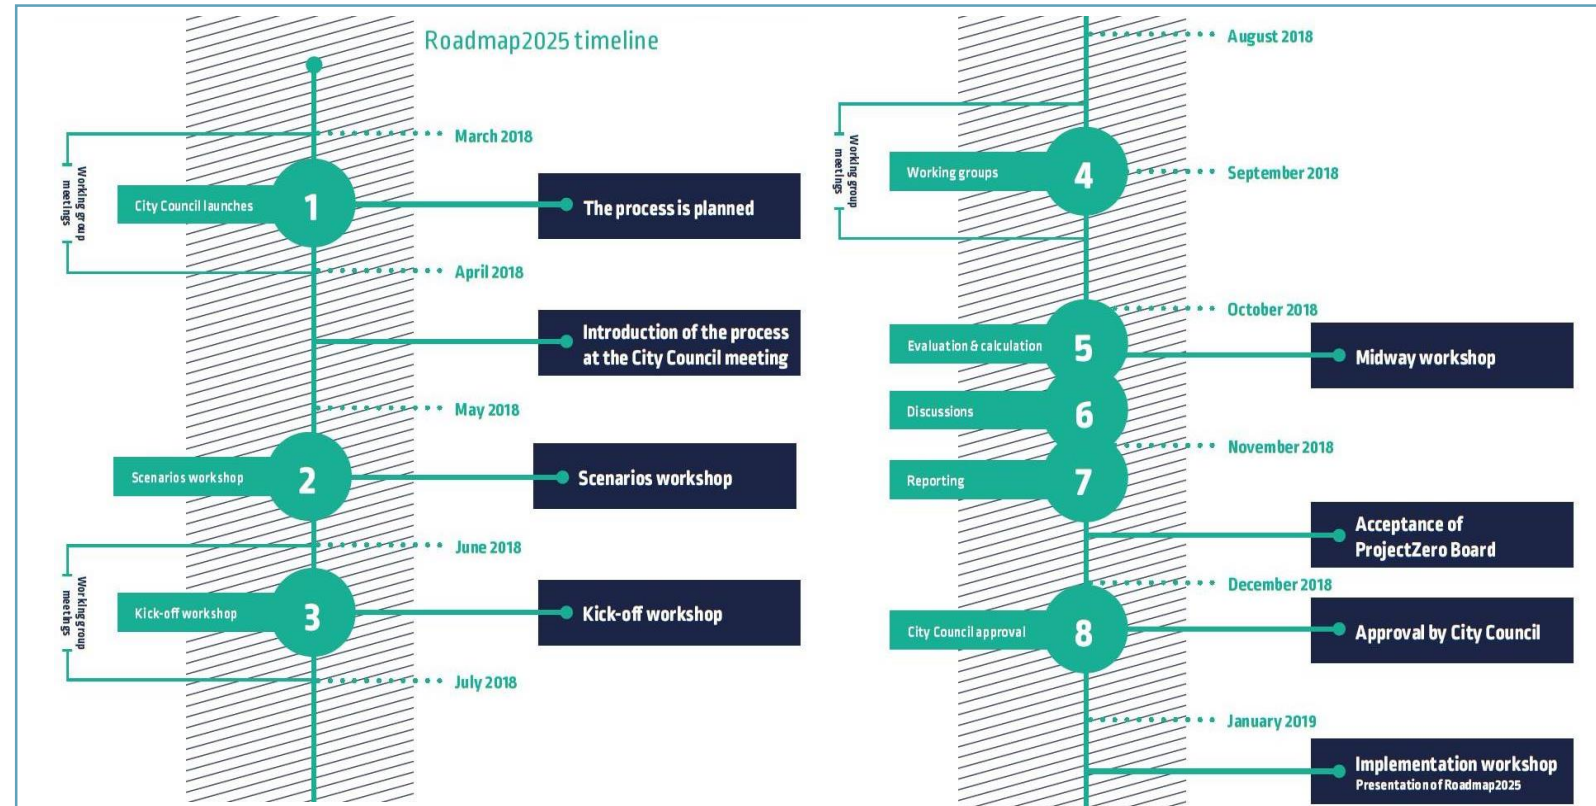 Roadmap2025 timeline
March 2018
Working group
meetings
City Council launches
1
The process is planned
April 2018
Introduction of the process
at the City Council meeting
May 2018
Scenarios workshop
2
Scenarios workshop
June 2018
Working group
meetings
Kick-off workshop
3
Kick-off workshop
July 2018
August 2018
Working group
meetings
Working groups
4
September 2018
October 2018
Evaluation & calculation
5
Midway workshop
Discussions
6
November 2018
Reporting
7
Acceptance of
ProjectZero Board
December 2018
City Council approval
8
Approval by City Council
January 2019
Implementation workshop
Presentation of Roadmap2025